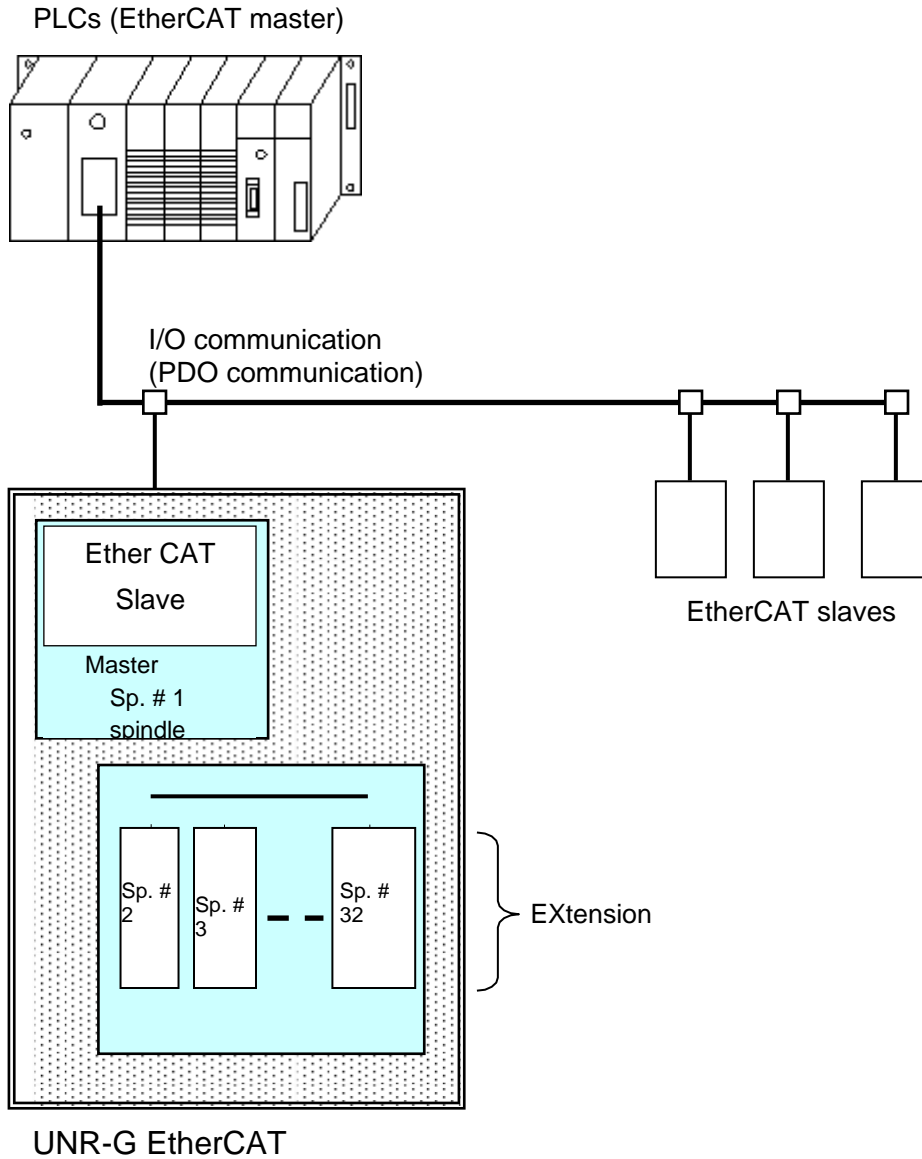 PLCs (EtherCAT master)
I/O communication
(PDO communication)
Ether CAT
Slave
Master
Sp. # 1
spindle
EtherCAT slaves
Sp. #
2
Sp. #
3
Sp. #
32
EXtension
UNR-G EtherCAT